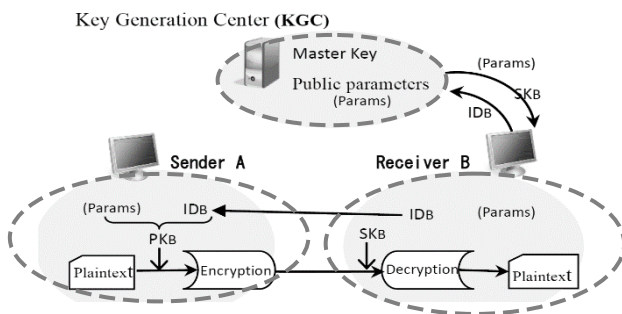 Key Generation Center (KGC)
Master Key
Public parameters
(Params)
(Params)
SKB
IDB
Sender A
Receiver B
(Params) IDB
IDB (Params)
PKB
SKB
Plaintext
Encryption
Decryption
Plaintext